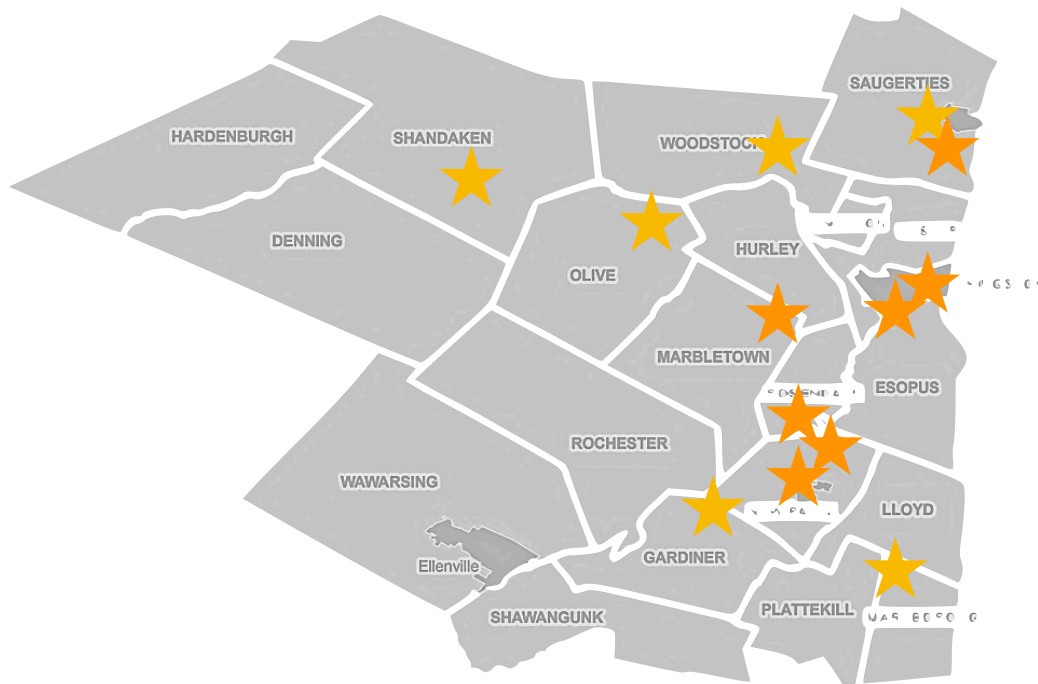 SAUGERTIES
HARDENBURGH
SHANDAKEN
WOODSTOCK
DENNING
HURLEY
OLIVE
MARBLETOWN
ESOPUS
ROCHESTER
WAWARSING
LLOYD
GARDINER
Ellenville
PLATTEKILL
SHAWANGUNK